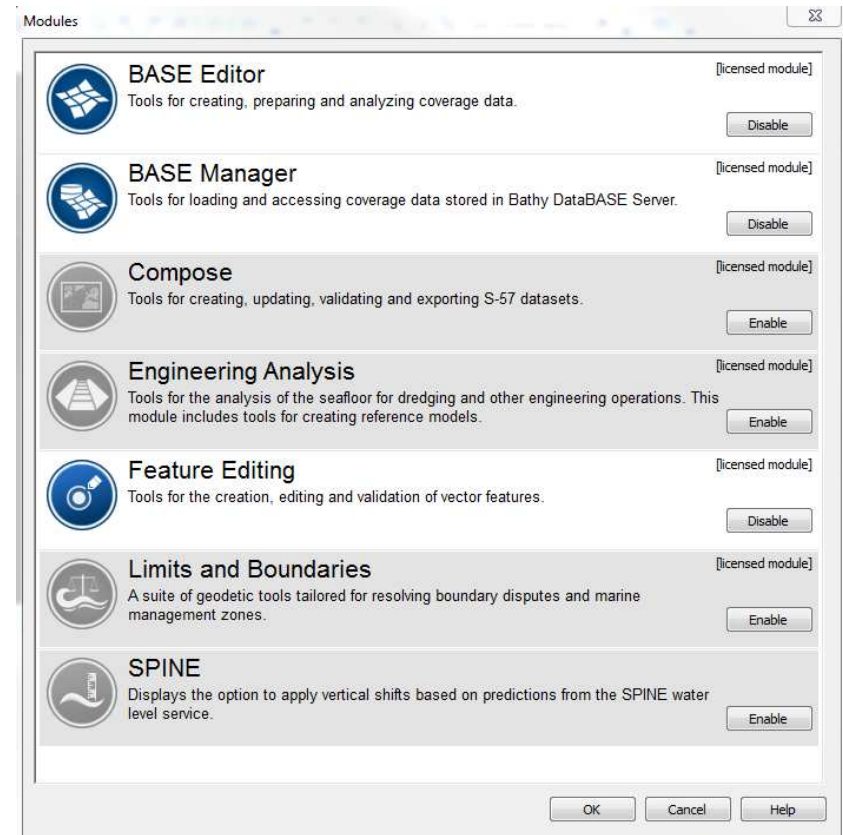 Modules
BASE Editor
[licensed module]
Tools for creating, preparing and analyzing coverage data.
Disable
BASE Manager
[licensed module]
Tools for loading and accessing coverage data stored in Bathy DataBASE Server.
Disable
Compose
[licensed module]
Tools for creating, updating, validating and exporting S-57 datasets.
Enable
Engineering Analysis
[licensed module]
Tools for the analysis of the seafloor for dredging and other engineering operations. This
module includes tools for creating reference models.
Enable
Feature Editing
[licensed module]
Tools for the creation, editing and validation of vector features.
Disable
Limits and Boundaries
[licensed module]
A suite of geodetic tools tailored for resolving boundary disputes and marine
management zones.
Enable
SPINE
Displays the option to apply vertical shifts based on predictions from the SPINE water
level service.
Enable
OK Cancel Help